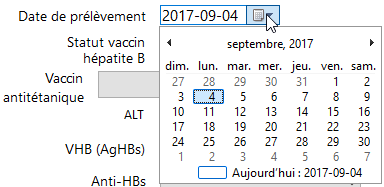 Date de prélèvement 2017-09-04
Statut vaccin
hépatite B
Vaccin
antitétanique
ALT
VHB (AgHBs)
Anti-HBs
septembre, 2017
dim. lun. mar. mer. jeu. ven. sam.
27 28 29 30 31 1 2
3 4 5 6 7 8 9
10 11 12 13 14 15 16
17 18 19 20 21 22 23
24 25 26 27 28 29 30
1 2 3 4 5 6 7
Aujourd'hui : 2017-09-04